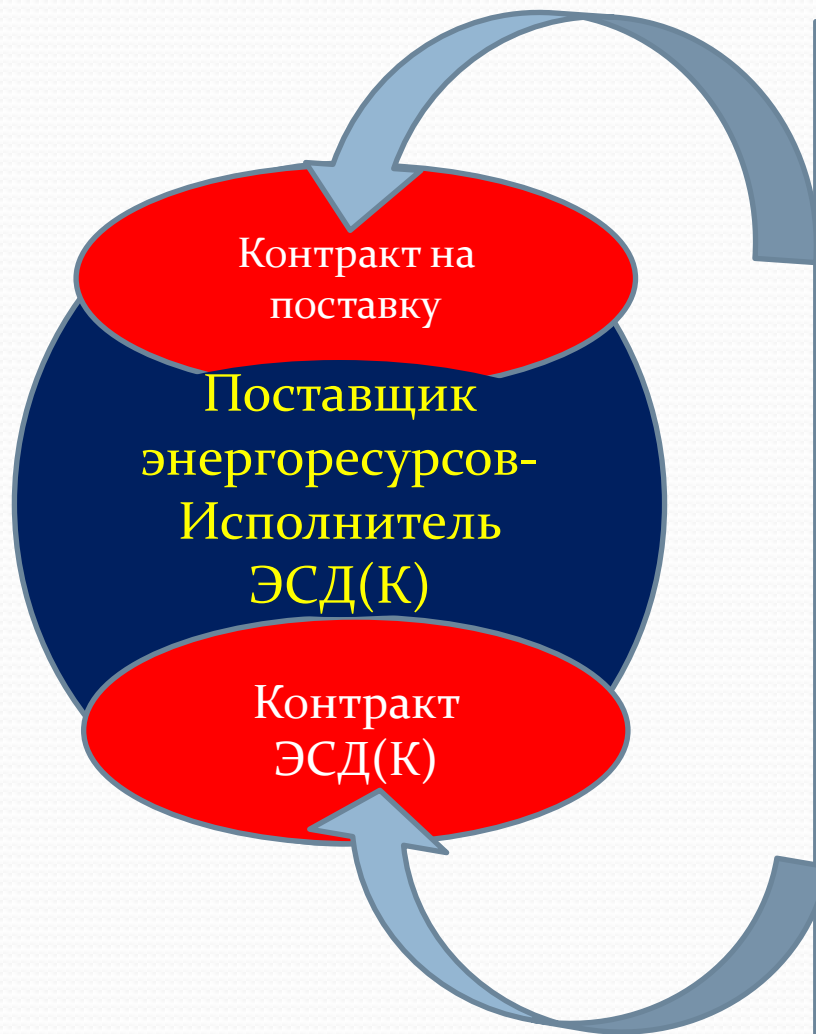 Контракт на
поставку
Поставщик
энергоресурсов-
Исполнитель
ЭСД(К)
Контракт
ЭСД(К)